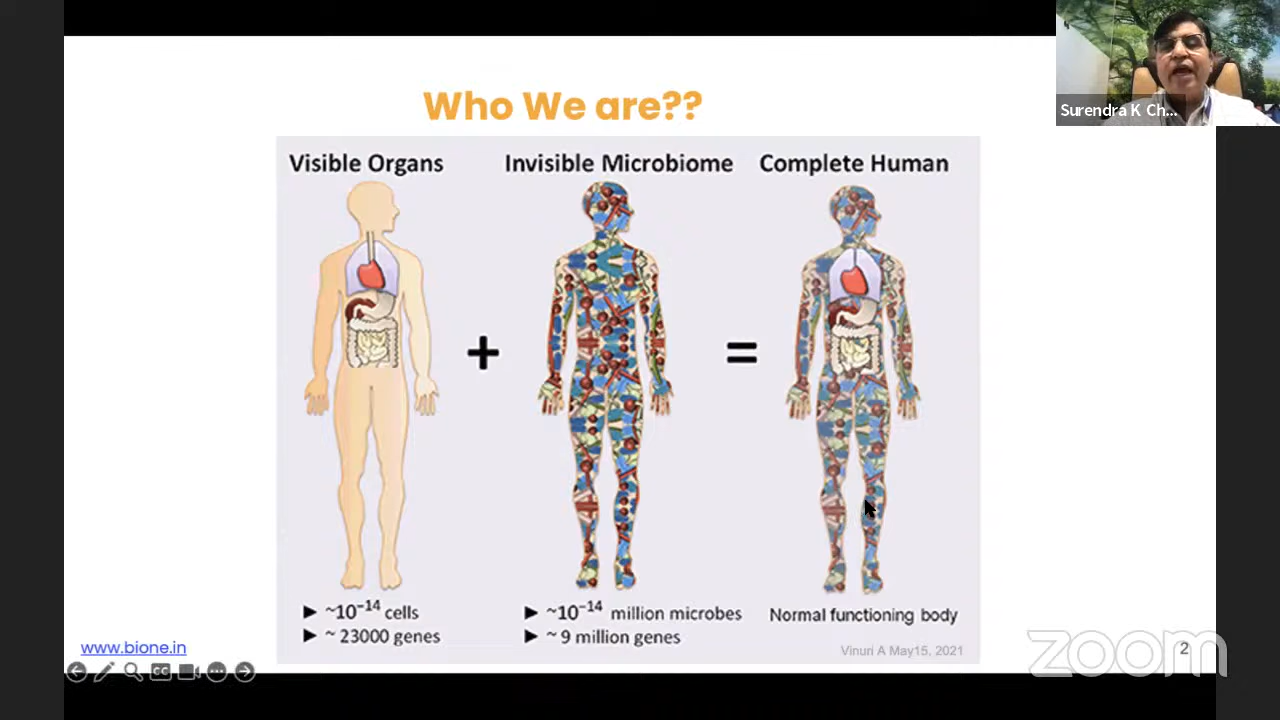 Who We are??
Surendra K Ch...
Visible Organs
Invisible Microbiome
Complete Human
+
=
► ~10⁻¹⁴ cells
► ~ 23000 genes
► ~10⁻¹⁴ million microbes
► ~ 9 million genes
Normal functioning body
Vinuri A May15, 2021
www.bione.in
CC
zoom
2